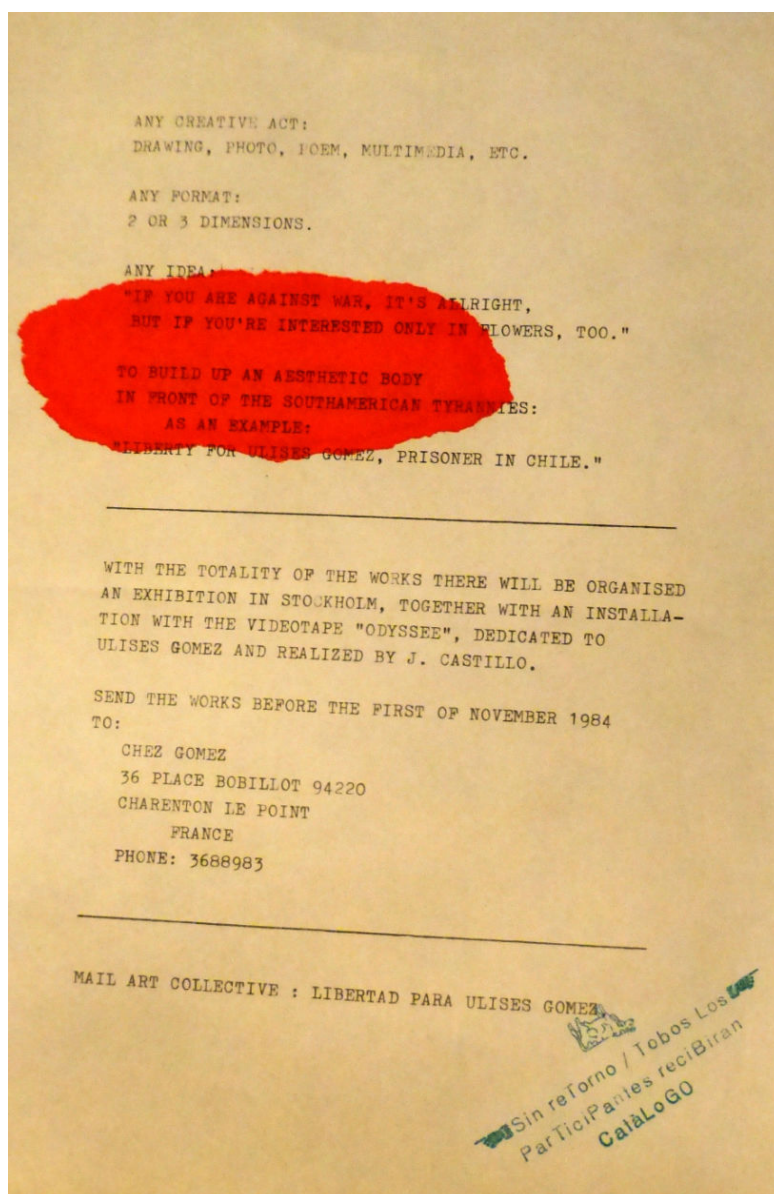 ANY CREATIVE ACT:
DRAWING, PHOTO, POEM, MULTIMEDIA, ETC.
ANY FORMAT:
2 OR 3 DIMENSIONS.
ANY IDEA:
"IF YOU ARE AGAINST WAR, IT'S ALLRIGHT,
BUT IF YOU'RE INTERESTED ONLY IN FLOWERS, TOO."
TO BUILD UP AN AESTHETIC BODY
IN FRONT OF THE SOUTHAMERICAN TYRANNIES:
AS AN EXAMPLE:
"LIBERTY FOR ULISES GOMEZ, PRISONER IN CHILE."
WITH THE TOTALITY OF THE WORKS THERE WILL BE ORGANISED
AN EXHIBITION IN STOCKHOLM, TOGETHER WITH AN INSTALLA-
TION WITH THE VIDEOTAPE "ODYSSEE", DEDICATED TO
ULISES GOMEZ AND REALIZED BY J. CASTILLO.
SEND THE WORKS BEFORE THE FIRST OF NOVEMBER 1984
TO:
CHEZ GOMEZ
36 PLACE BOBILLOT 94220
CHARENTON LE POINT
FRANCE
PHONE: 3688983
MAIL ART COLLECTIVE : LIBERTAD PARA ULISES GOMEZ.
Sin reTorno / Tobos Los
ParTiciPantes reciBiran
CatàLoGO